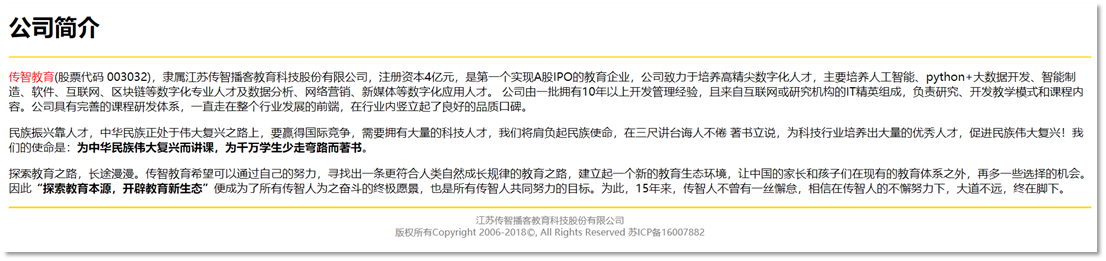 公司简介
传智教育(股票代码 003032)，隶属江苏传智播客教育科技股份有限公司，注册资本4亿元，是第一个实现A股IPO的教育企业，公司致力于培养高精尖数字化人才，主要培养人工智能、python+大数据开发、智能制
造、软件、互联网、区块链等数字化专业人才及数据分析、网络营销、新媒体等数字化应用人才。 公司由一批拥有10年以上开发管理经验，且来自互联网或研究机构的IT精英组成，负责研究、开发教学模式和课程内
容。公司具有完善的课程研发体系，一直走在整个行业发展的前端，在行业内竖立起了良好的品质口碑。
民族振兴靠人才，中华民族正处于伟大复兴之路上，要赢得国际竞争，需要拥有大量的科技人才，我们将肩负起民族使命，在三尺讲台诲人不倦 著书立说，为科技行业培养出大量的优秀人才，促进民族伟大复兴！我
们的使命是：为中华民族伟大复兴而讲课，为千万学生少走弯路而著书。
探索教育之路，长途漫漫。传智教育希望可以通过自己的努力，寻找出一条更符合人类自然成长规律的教育之路，建立起一个新的教育生态环境，让中国的家长和孩子们在现有的教育体系之外，再多一些选择的机会。
因此“探索教育本源，开辟教育新生态”便成为了所有传智人为之奋斗的终极愿景，也是所有传智人共同努力的目标。为此，15年来，传智人不曾有一丝懈怠，相信在传智人的不懈努力下，大道不远，终在脚下。
江苏传智播客教育科技股份有限公司
版权所有Copyright 2006-2018©, All Rights Reserved 苏ICP备16007882